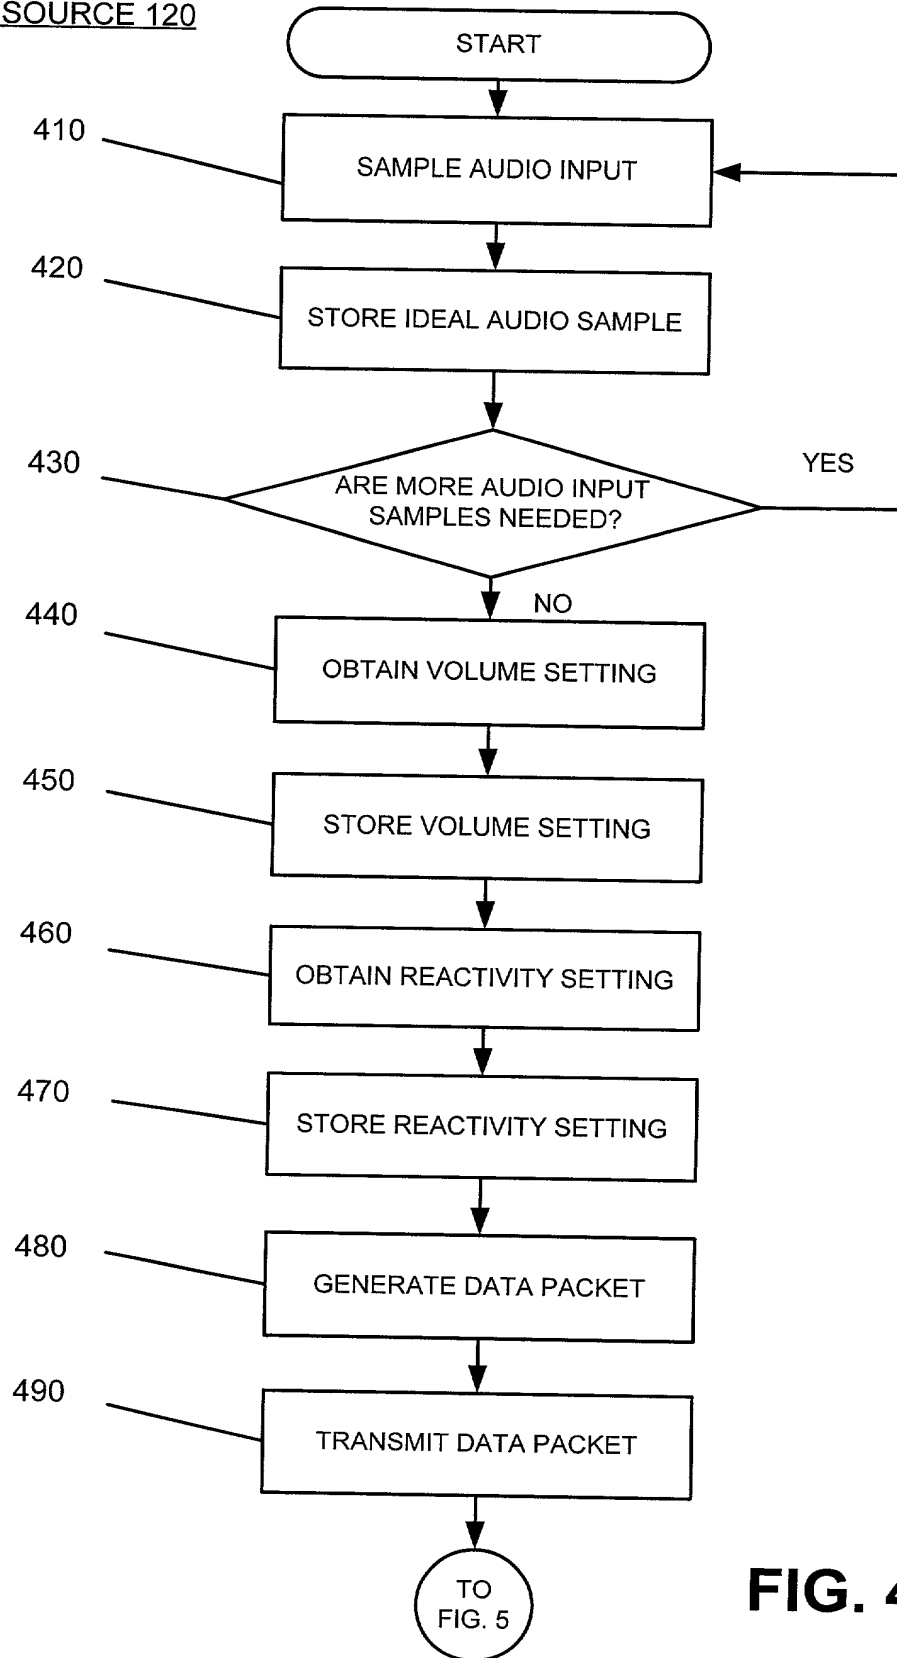 SOURCE 120
START
410
SAMPLE AUDIO INPUT
420
STORE IDEAL AUDIO SAMPLE
430
ARE MORE AUDIO INPUT
SAMPLES NEEDED?
YES
NO
440
OBTAIN VOLUME SETTING
450
STORE VOLUME SETTING
460
OBTAIN REACTIVITY SETTING
470
STORE REACTIVITY SETTING
480
GENERATE DATA PACKET
490
TRANSMIT DATA PACKET
TO
FIG. 5
FIG. 4